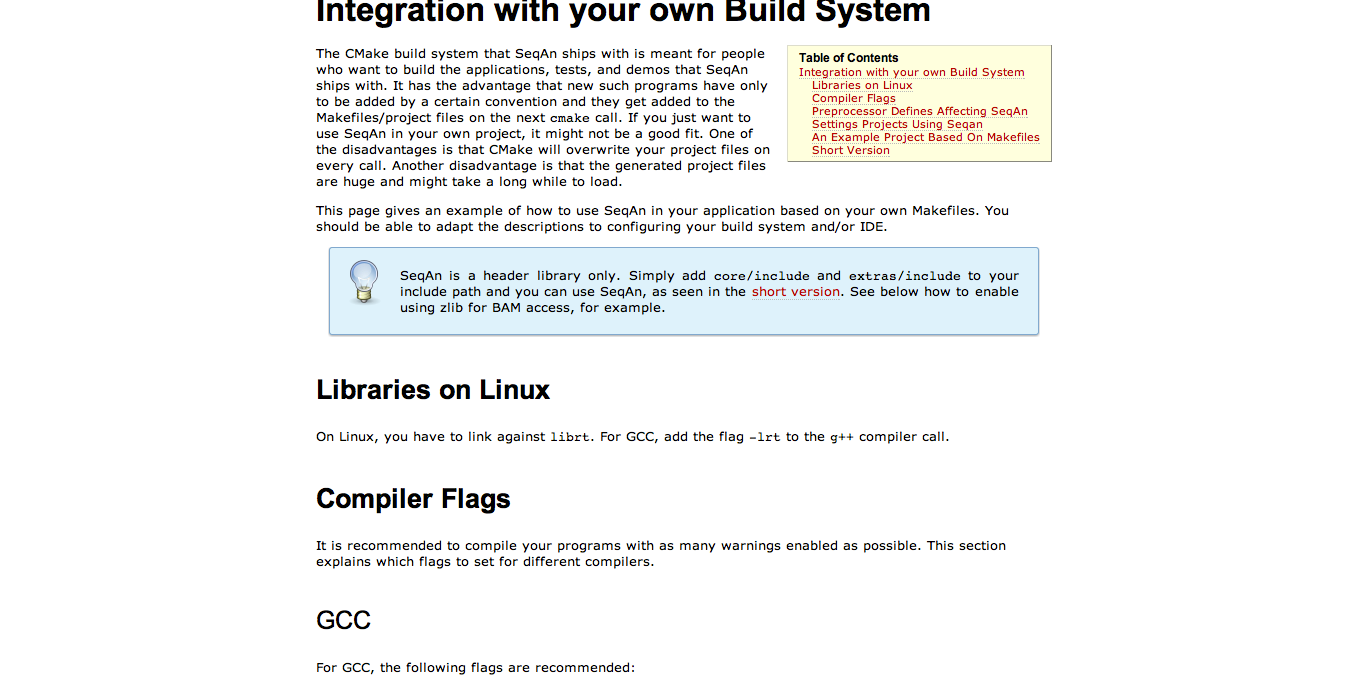 Integration with your own Build System
The CMake build system that SeqAn ships with is meant for people
who want to build the applications, tests, and demos that SeqAn
ships with. It has the advantage that new such programs have only
to be added by a certain convention and they get added to the
Makefiles/project files on the next cmake call. If you just want to
use SeqAn in your own project, it might not be a good fit. One of
the disadvantages is that CMake will overwrite your project files on
every call. Another disadvantage is that the generated project files
are huge and might take a long while to load.
Table of Contents
Integration with your own Build System
Libraries on Linux
Compiler Flags
Preprocessor Defines Affecting SeqAn
Settings Projects Using Seqan
An Example Project Based On Makefiles
Short Version
This page gives an example of how to use SeqAn in your application based on your own Makefiles. You
should be able to adapt the descriptions to configuring your build system and/or IDE.
SeqAn is a header library only. Simply add core/include and extras/include to your
include path and you can use SeqAn, as seen in the short version. See below how to enable
using zlib for BAM access, for example.
Libraries on Linux
On Linux, you have to link against librt. For GCC, add the flag -lrt to the g++ compiler call.
Compiler Flags
It is recommended to compile your programs with as many warnings enabled as possible. This section
explains which flags to set for different compilers.
GCC
For GCC, the following flags are recommended: